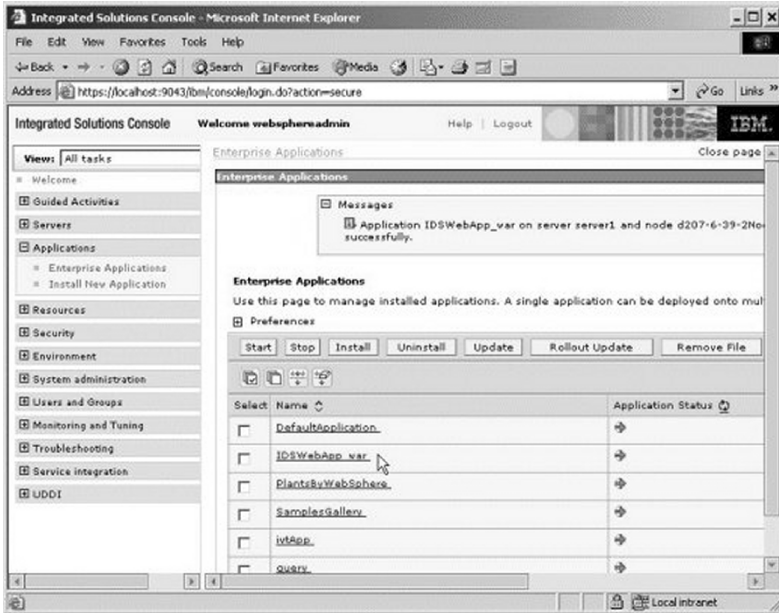 Integrated Solutions Console - Microsoft Internet Explorer
File Edit View Favorites Tools Help
Back Search Favorites Media
Address https://localhost:9043/ibm/console/login.do?action=secure Go Links »
Integrated Solutions Console Welcome websphereadmin Help | Logout IBM.
View: All tasks
Welcome
Guided Activities
Servers
Applications
Enterprise Applications
Install New Application
Resources
Security
Environment
System administration
Users and Groups
Monitoring and Tuning
Troubleshooting
Service integration
UDDI
Enterprise Applications Close page
Enterprise Applications
Messages
Application IDSWebApp_var on server server1 and node d207-6-39-2No
successfully.
Enterprise Applications
Use this page to manage installed applications. A single application can be deployed onto mul
Preferences
Start Stop Install Uninstall Update Rollout Update Remove File
Select Name Application Status
DefaultApplication
IDSWebApp_var
PlantsByWebSphere
SamplesGallery
ivtApp
query
Local intranet